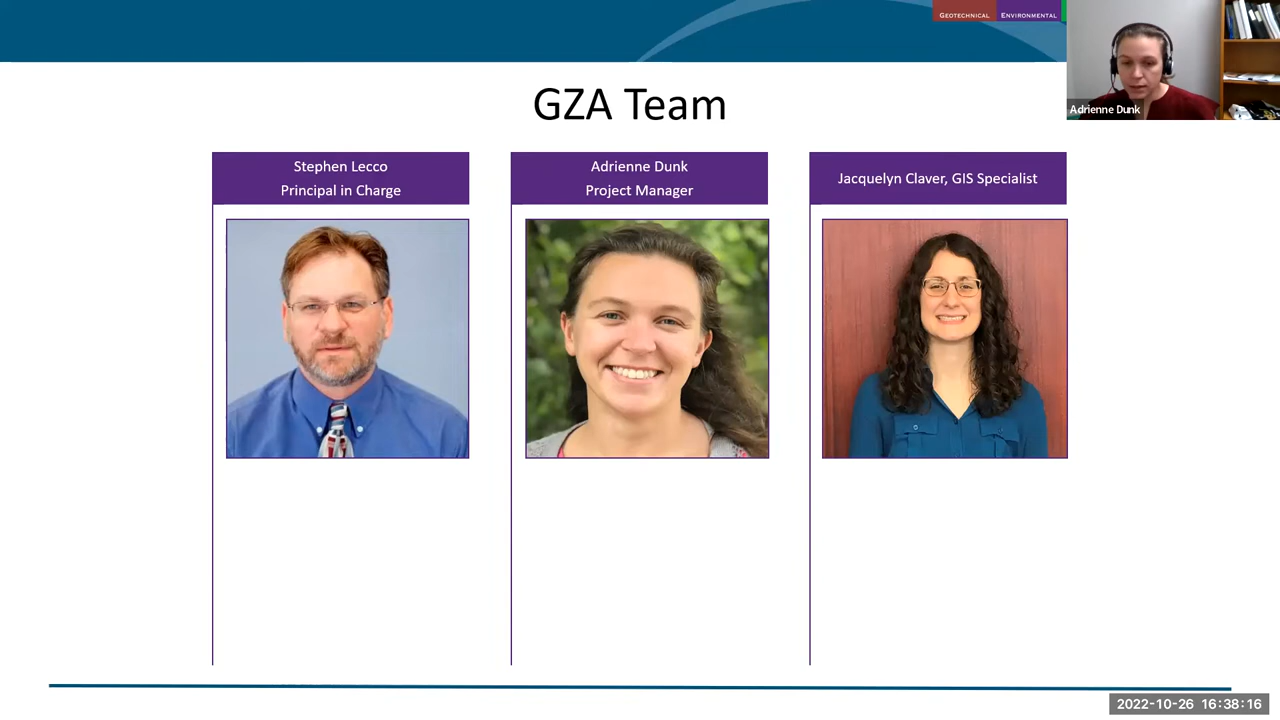 GEOTECHNICAL
ENVIRONMENTAL
Adrienne Dunk
GZA Team
Stephen Lecco
Principal in Charge
Adrienne Dunk
Project Manager
Jacquelyn Claver, GIS Specialist
2022-10-26 16:38:16